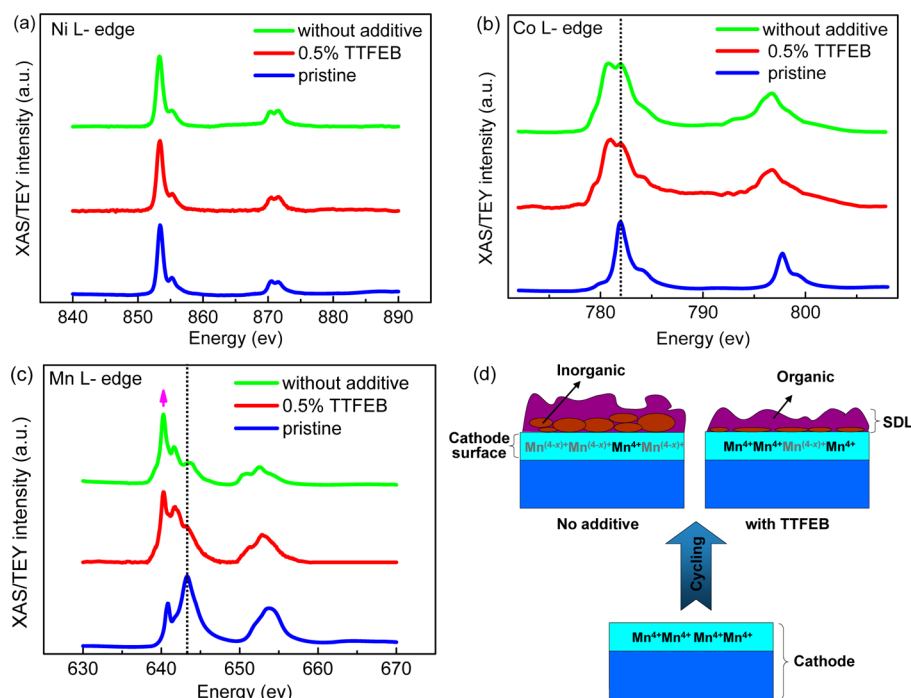 (a)
Ni L- edge
without additive
0.5% TTFEB
pristine
XAS/TEY intensity (a.u.)
840 850 860 870 880 890
Energy (ev)
(b)
Co L- edge
without additive
0.5% TTFEB
pristine
XAS/TEY intensity (a.u.)
780 790 800
Energy (ev)
(c)
Mn L- edge
without additive
0.5% TTFEB
pristine
XAS/TEY intensity (a.u.)
630 640 650 660 670
Energy (ev)
(d)
Inorganic
Organic
SDL
Cathode
surface
Mn(4-x)+Mn(4-x)+Mn4+Mn(4-x)+
Mn4+Mn4+Mn(4-x)+Mn4+
No additive
with TTFEB
Cycling
Mn4+Mn4+ Mn4+Mn4+
Cathode